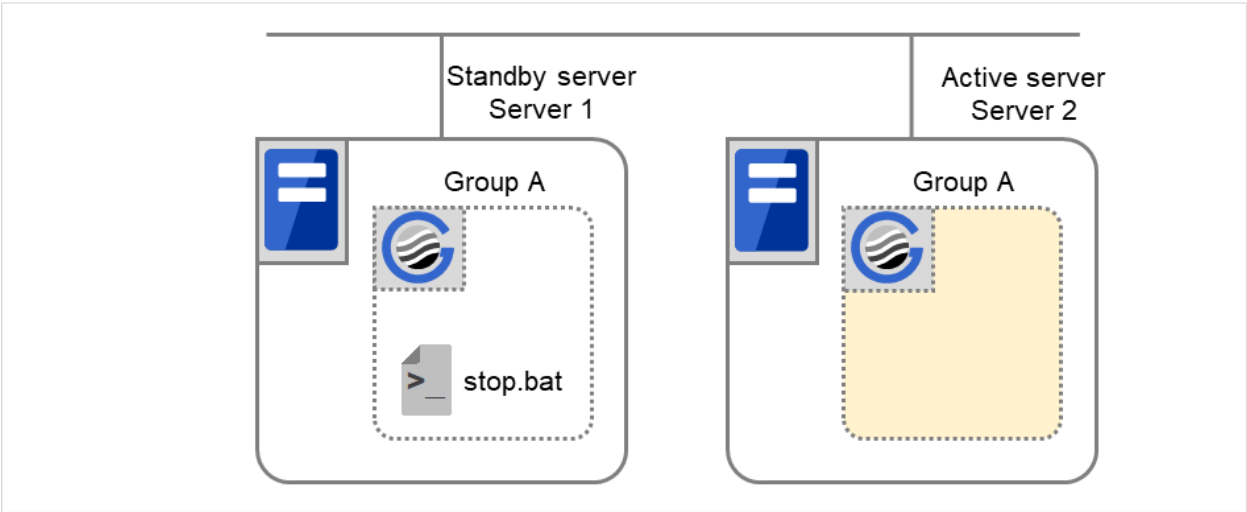 Standby server
Server 1
Active server
Server 2
Group A
Group A
>_
stop.bat